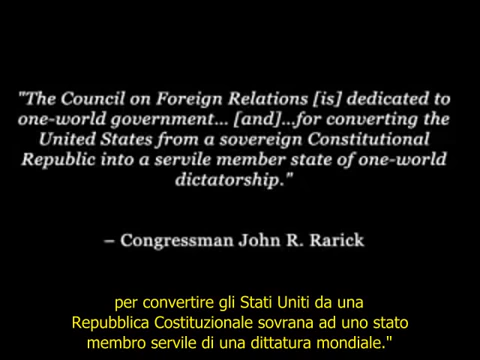 "The Council on Foreign Relations [is] dedicated to
one-world government... [and]...for converting the
United States from a sovereign Constitutional
Republic into a servile member state of one-world
dictatorship."
– Congressman John R. Rarick
per convertire gli Stati Uniti da una
Repubblica Costituzionale sovrana ad uno stato
membro servile di una dittatura mondiale."